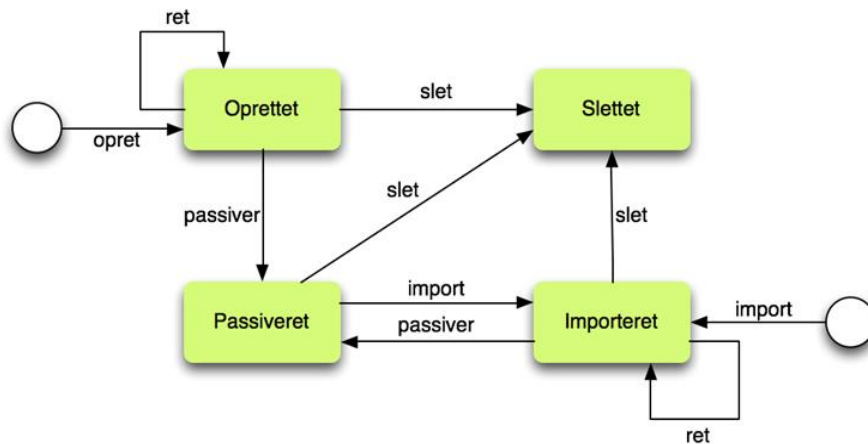 ret
Oprettet
slet
Slettet
opret
slet
passiver
slet
Passiveret
import
passiver
Importeret
import
ret